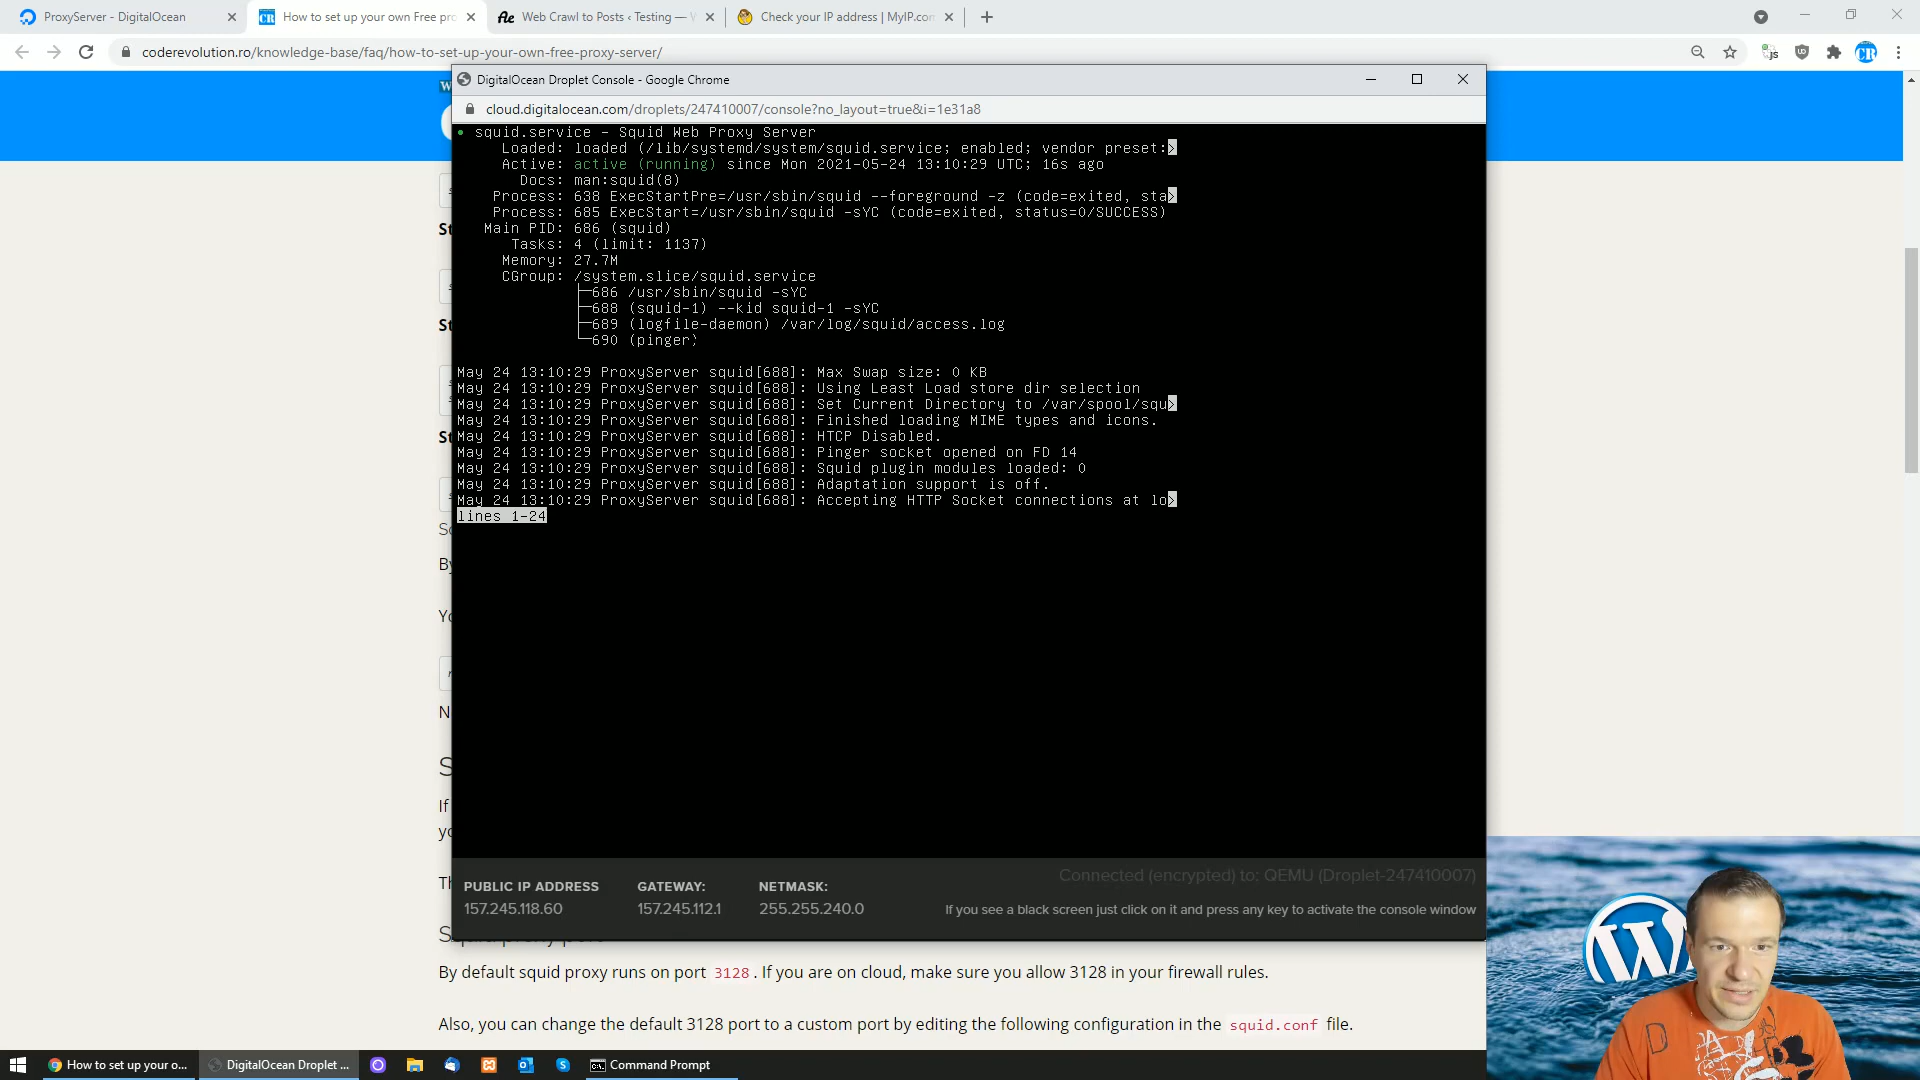 ProxyServer - DigitalOcean
How to set up your own Free pro
Web Crawl to Posts ‹ Testing — W
Check your IP address | MyIP.com
coderevolution.ro/knowledge-base/faq/how-to-set-up-your-own-free-proxy-server/
DigitalOcean Droplet Console - Google Chrome
cloud.digitalocean.com/droplets/247410007/console?no_layout=true&i=1e31a8
● squid.service - Squid Web Proxy Server
Loaded: loaded (/lib/systemd/system/squid.service; enabled; vendor preset:>
Active: active (running) since Mon 2021-05-24 13:10:29 UTC; 16s ago
Docs: man:squid(8)
Process: 638 ExecStartPre=/usr/sbin/squid --foreground -z (code=exited, sta>
Process: 685 ExecStart=/usr/sbin/squid -sYC (code=exited, status=0/SUCCESS)
Main PID: 686 (squid)
Tasks: 4 (limit: 1137)
Memory: 27.7M
CGroup: /system.slice/squid.service
├─686 /usr/sbin/squid -sYC
├─688 (squid-1) --kid squid-1 -sYC
├─689 (logfile-daemon) /var/log/squid/access.log
└─690 (pinger)
May 24 13:10:29 ProxyServer squid[688]: Max Swap size: 0 KB
May 24 13:10:29 ProxyServer squid[688]: Using Least Load store dir selection
May 24 13:10:29 ProxyServer squid[688]: Set Current Directory to /var/spool/squ>
May 24 13:10:29 ProxyServer squid[688]: Finished loading MIME types and icons.
May 24 13:10:29 ProxyServer squid[688]: HTCP Disabled.
May 24 13:10:29 ProxyServer squid[688]: Pinger socket opened on FD 14
May 24 13:10:29 ProxyServer squid[688]: Squid plugin modules loaded: 0
May 24 13:10:29 ProxyServer squid[688]: Adaptation support is off.
May 24 13:10:29 ProxyServer squid[688]: Accepting HTTP Socket connections at lo>
lines 1-24
Connected (encrypted) to: QEMU (Droplet-247410007)
PUBLIC IP ADDRESS GATEWAY: NETMASK:
157.245.118.60 157.245.112.1 255.255.240.0
If you see a black screen just click on it and press any key to activate the console window
By default squid proxy runs on port 3128. If you are on cloud, make sure you allow 3128 in your firewall rules.
Also, you can change the default 3128 port to a custom port by editing the following configuration in the squid.conf file.
How to set up your o...
DigitalOcean Droplet ...
Command Prompt